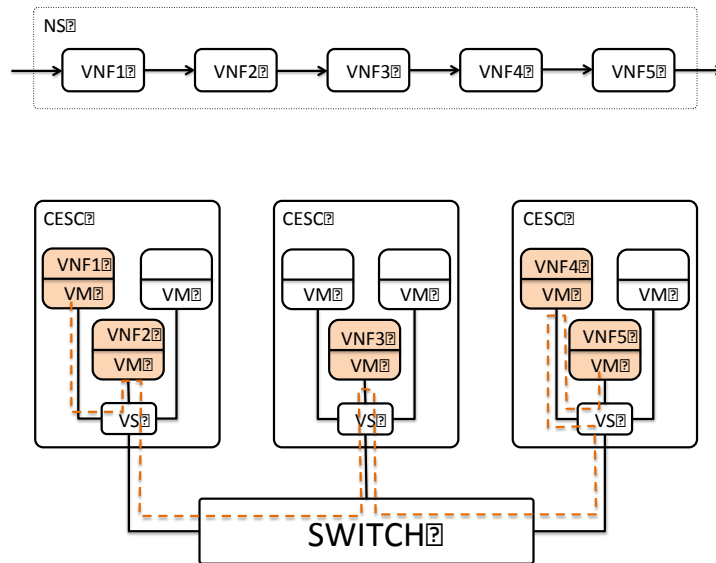 NS
VNF1
VNF2
VNF3
VNF4
VNF5
CESC
CESC
CESC
VNF1
VM
VM
VNF2
VM
VM
VM
VNF3
VM
VNF4
VM
VM
VNF5
VM
VS
VS
VS
SWITCH